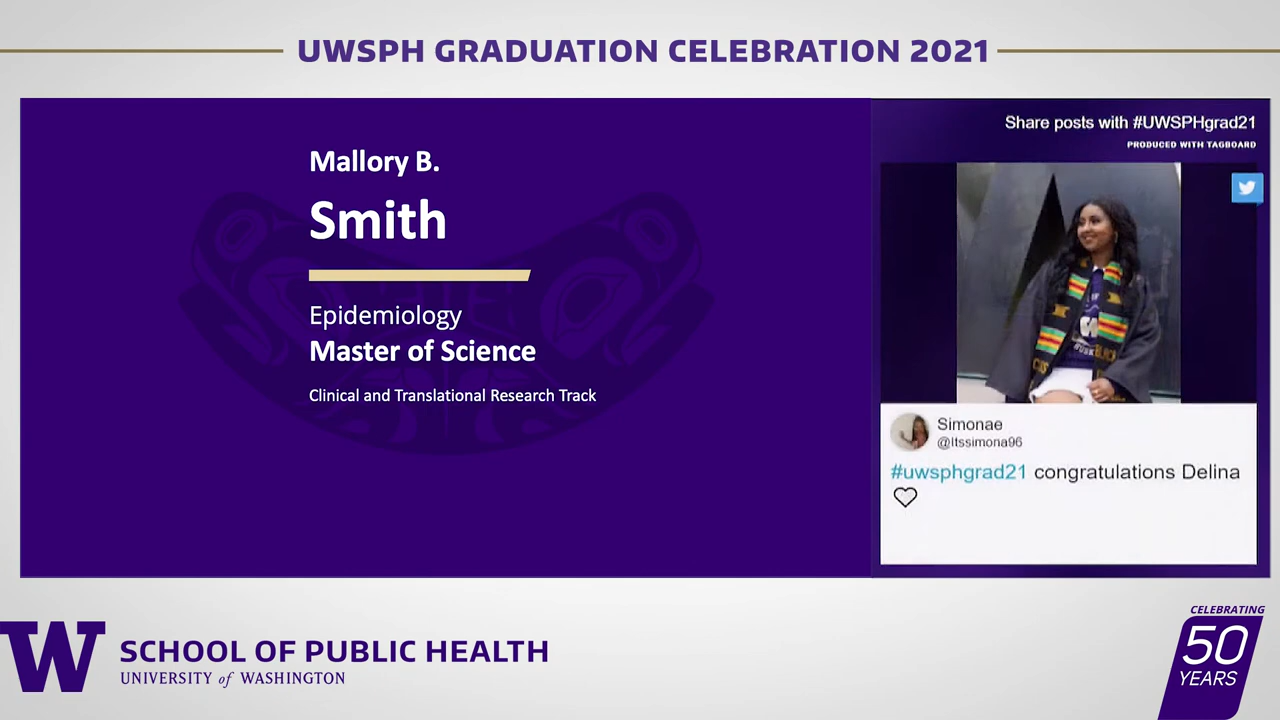 UWSPH GRADUATION CELEBRATION 2021
Mallory B.
Smith
Epidemiology
Master of Science
Clinical and Translational Research Track
Share posts with #UWSPHgrad21
PRODUCED WITH TAGBOARD
Simonae
@Itssimona96
#uwsphgrad21 congratulations Delina
W SCHOOL OF PUBLIC HEALTH
UNIVERSITY of WASHINGTON
CELEBRATING
50
YEARS